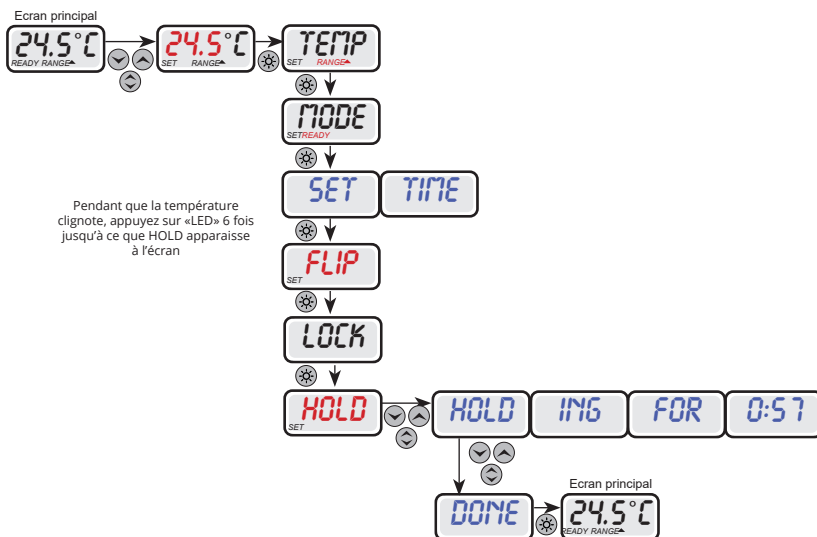 Ecran principal
24.5°C
READY RANGE
24.5°C
SET RANGE
TEMP
SET RANGE
MODE
SETREADY
SET TIME
Pendant que la température
clignote, appuyez sur «LED» 6 fois
jusqu'à ce que HOLD apparaisse
à l'écran
FLIP
SET
LOCK
HOLD
SET
HOLD ING FOR 0:57
Ecran principal
DONE
24.5°C
READY RANGE